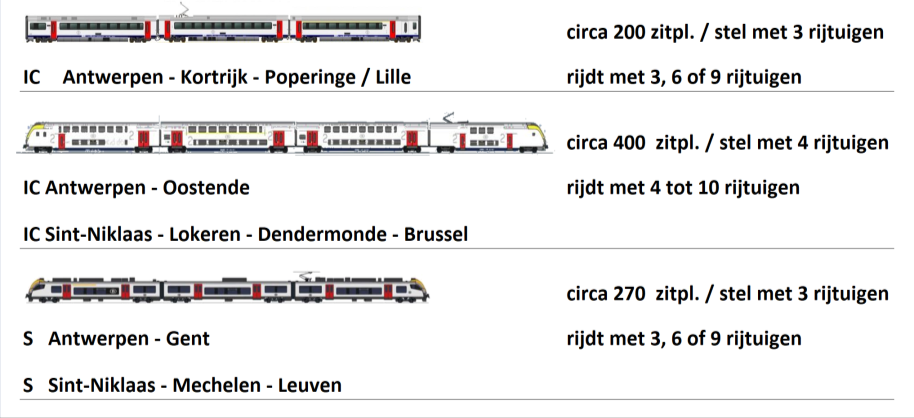 circa 200 zitpl. / stel met 3 rijtuigen
IC Antwerpen - Kortrijk - Poperinge / Lille
rijdt met 3, 6 of 9 rijtuigen
circa 400 zitpl. / stel met 4 rijtuigen
IC Antwerpen - Oostende
rijdt met 4 tot 10 rijtuigen
IC Sint-Niklaas - Lokeren - Dendermonde - Brussel
circa 270 zitpl. / stel met 3 rijtuigen
S Antwerpen - Gent
rijdt met 3, 6 of 9 rijtuigen
S Sint-Niklaas - Mechelen - Leuven